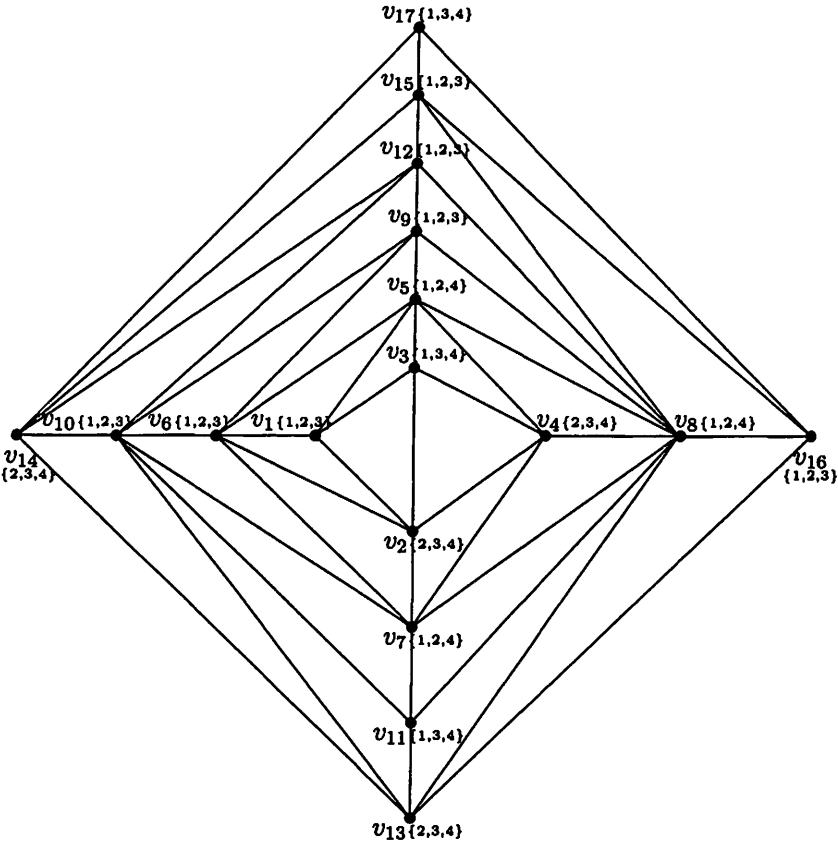 v17{1,3,4}
v15{1,2,3}
v12{1,2,3}
v9{1,2,3}
v5{1,2,4}
v3{1,3,4}
v10{1,2,3} v6{1,2,3} v1{1,2,3} v4{2,3,4} v8{1,2,4}
v14 v16
{2,3,4} {1,2,3}
v2{2,3,4}
v7{1,2,4}
v11{1,3,4}
v13{2,3,4}